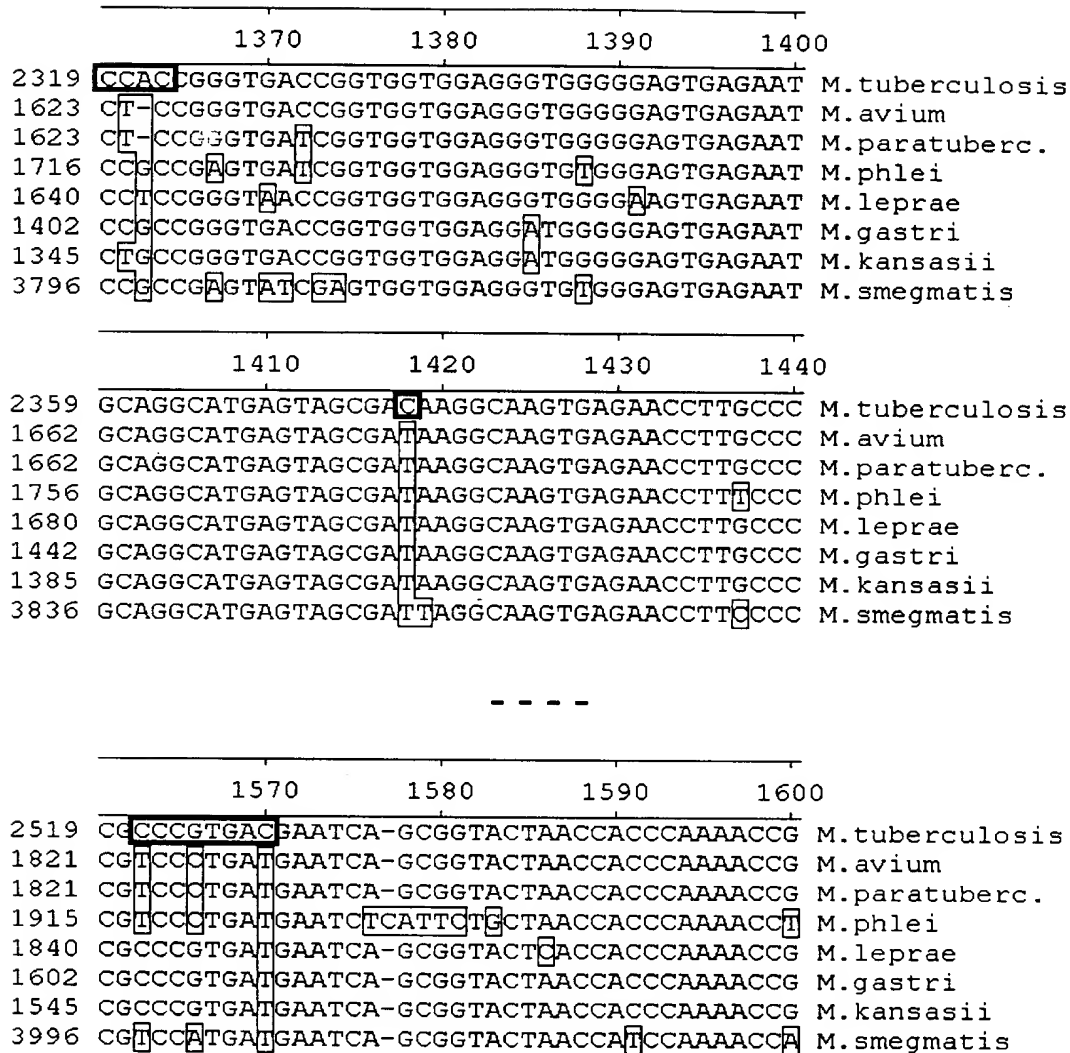 1370 1380 1390 1400
2319 CCACCGGGTGACCGGTGGTGGAGGGTGGGGGAGTGAGAAT M.tuberculosis
1623 CT-CCGGGTGACCGGTGGTGGAGGGTGGGGGAGTGAGAAT M.avium
1623 CT-CCGGGTGATCGGTGGTGGAGGGTGGGGGAGTGAGAAT M.paratuberc.
1716 CCGCCGAGTGATCGGTGGTGGAGGGTGTGGGAGTGAGAAT M.phlei
1640 CCTCCGGGTAACCGGTGGTGGAGGGTGGGGAAGTGAGAAT M.leprae
1402 CCGCCGGGTGACCGGTGGTGGAGGATGGGGGAGTGAGAAT M.gastri
1345 CTGCCGGGTGACCGGTGGTGGAGGATGGGGGAGTGAGAAT M.kansasii
3796 CCGCCGAGTATCGAGTGGTGGAGGGTGTGGGAGTGAGAAT M.smegmatis
1410 1420 1430 1440
2359 GCAGGCATGAGTAGCGACAAGGCAAGTGAGAACCTTGCCC M.tuberculosis
1662 GCAGGCATGAGTAGCGATAAGGCAAGTGAGAACCTTGCCC M.avium
1662 GCAGGCATGAGTAGCGATAAGGCAAGTGAGAACCTTGCCC M.paratuberc.
1756 GCAGGCATGAGTAGCGATAAGGCAAGTGAGAACCTTTCCC M.phlei
1680 GCAGGCATGAGTAGCGATAAGGCAAGTGAGAACCTTGCCC M.leprae
1442 GCAGGCATGAGTAGCGATAAGGCAAGTGAGAACCTTGCCC M.gastri
1385 GCAGGCATGAGTAGCGATAAGGCAAGTGAGAACCTTGCCC M.kansasii
3836 GCAGGCATGAGTAGCGATTAGGCAAGTGAGAACCTTCCCC M.smegmatis
- - - -
1570 1580 1590 1600
2519 CGCCCGTGACGAATCA-GCGGTACTAACCACCCAAAACCG M.tuberculosis
1821 CGTCCCTGATGAATCA-GCGGTACTAACCACCCAAAACCG M.avium
1821 CGTCCCTGATGAATCA-GCGGTACTAACCACCCAAAACCG M.paratuberc.
1915 CGTCCCTGATGAATCTCATTCTGCTAACCACCCAAAACCT M.phlei
1840 CGCCCGTGATGAATCA-GCGGTACTCACCACCCAAAACCG M.leprae
1602 CGCCCGTGATGAATCA-GCGGTACTAACCACCCAAAACCG M.gastri
1545 CGCCCGTGATGAATCA-GCGGTACTAACCACCCAAAACCG M.kansasii
3996 CGTCCATGATGAATCA-GCGGTACTAACCATCCAAAACCA M.smegmatis